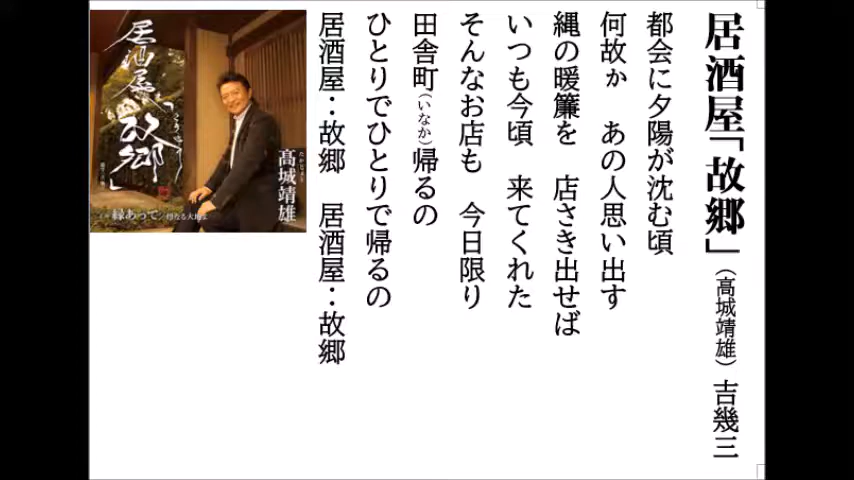 居酒屋「故郷」（高城靖雄）吉幾三
都会に夕陽が沈む頃
何故か　あの人思い出す
縄の暖簾を　店さき出せば
いつも今頃　来てくれた
そんなお店も　今日限り
田舎町（いなか）帰るの
ひとりでひとりで帰るの
居酒屋：故郷　居酒屋：故郷
居酒屋「故郷」
高城靖雄
縁あって